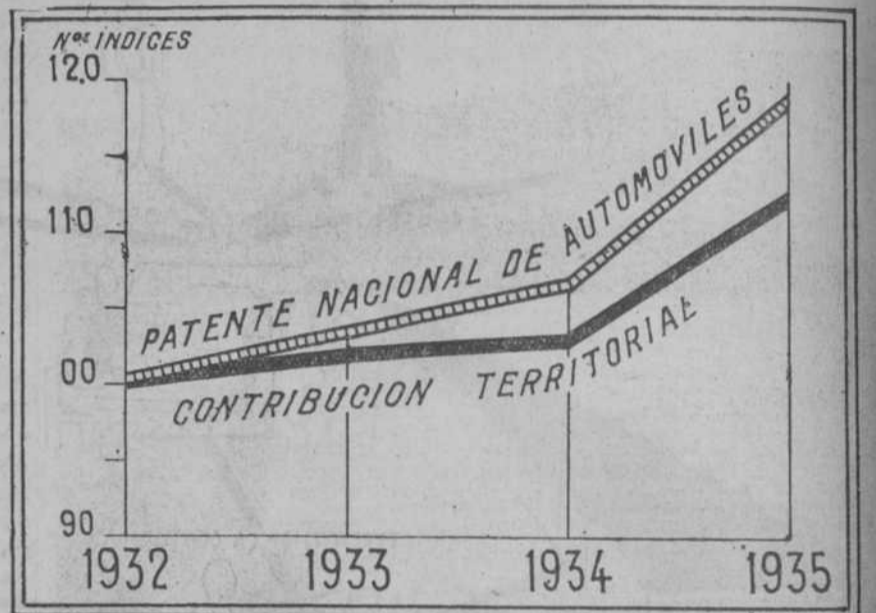 Nos INDICES
120
110
00
90
PATENTE NACIONAL DE AUTOMOVILES
CONTRIBUCION TERRITORIAL
1932 1933 1934 1935